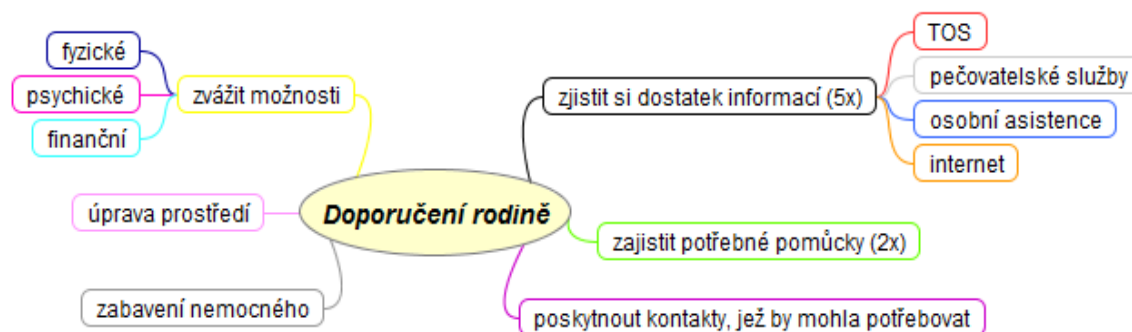 Doporučení rodině
zvážit možnosti
fyzické
psychické
finanční
úprava prostředí
zabavení nemocného
zjistit si dostatek informací (5x)
TOS
pečovatelské služby
osobní asistence
internet
zajistit potřebné pomůcky (2x)
poskytnout kontakty, jež by mohla potřebovat